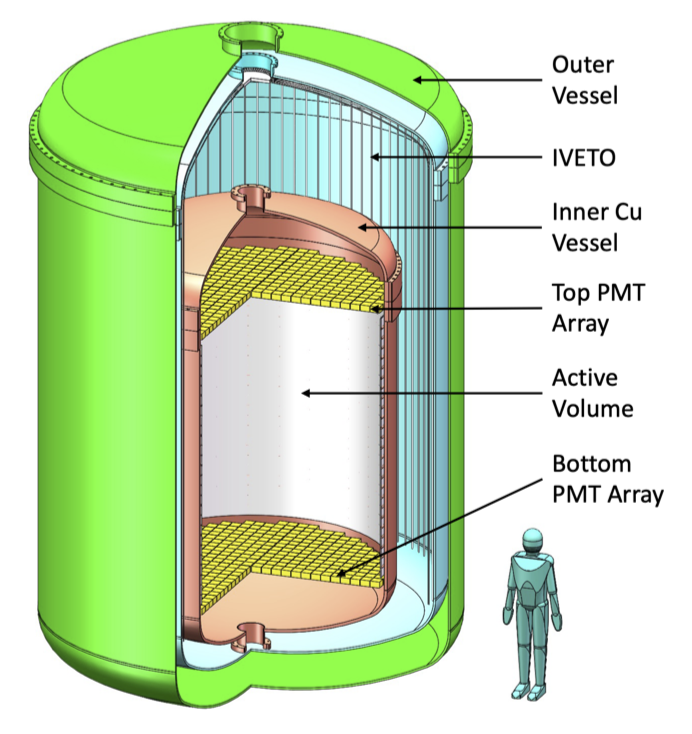 Outer
Vessel
IVETO
Inner Cu
Vessel
Top PMT
Array
Active
Volume
Bottom
PMT Array